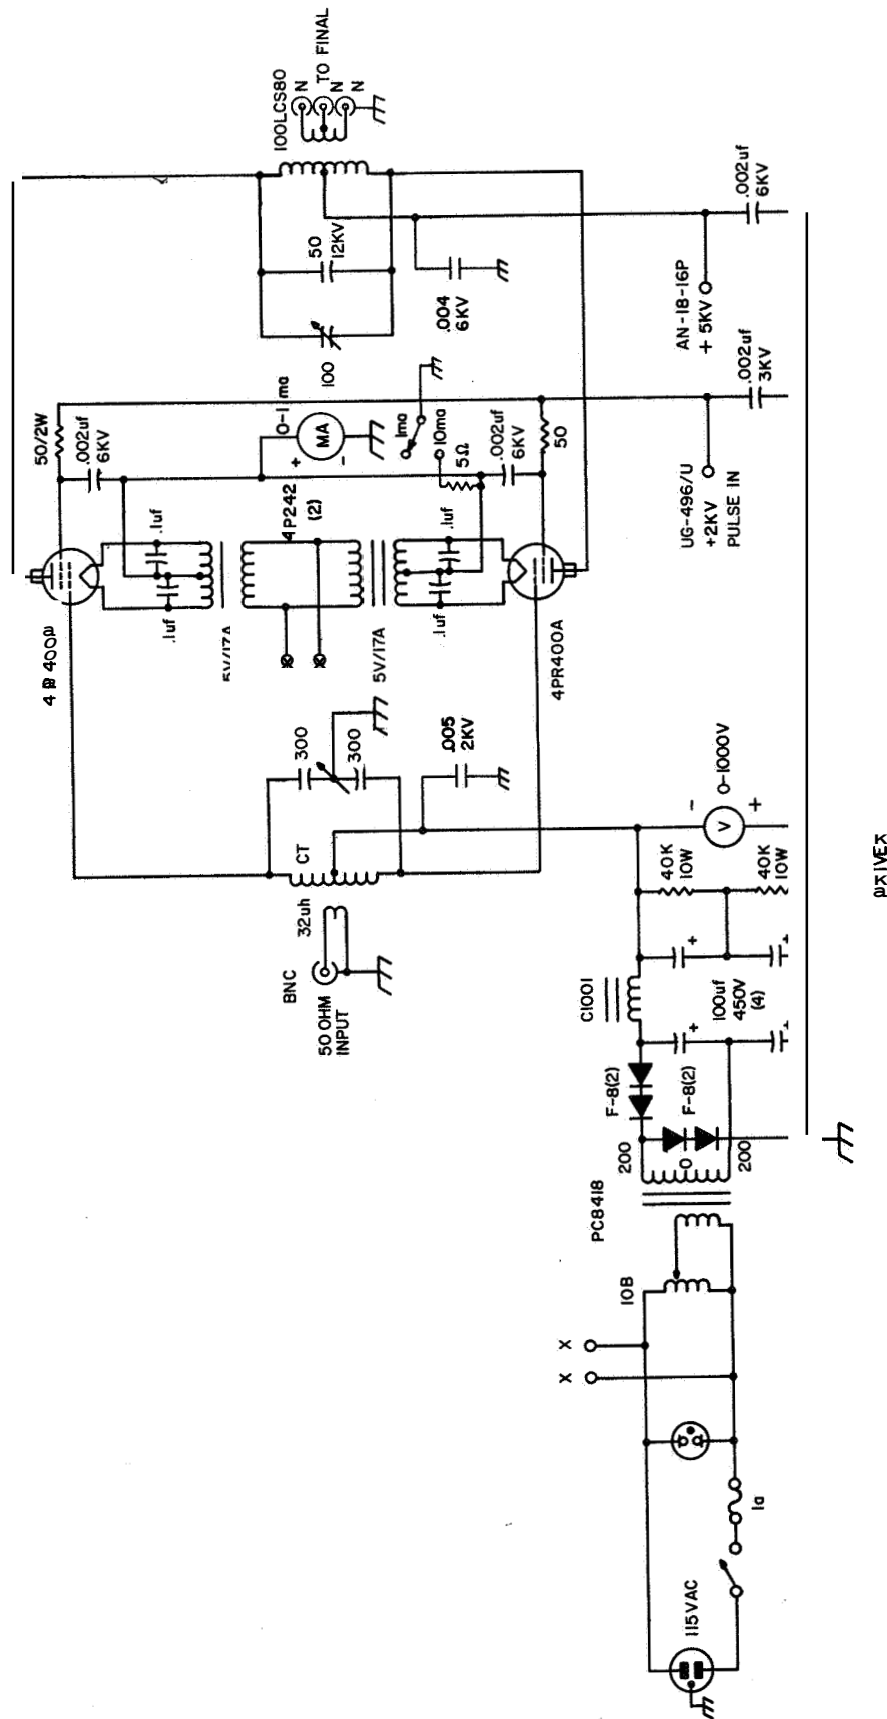 100LCS80
N
N
N
TO FINAL
50
12KV
100
.004
6KV
AN-18-16P
+ 5KV
.002uf
6KV
50/2W
.002uf
6KV
0-1 ma
+
MA
-
1ma
10ma
5Ω
.002uf
6KV
50
UG-496/U
+2KV
PULSE IN
.002uf
3KV
.1uf
.1uf
4P242
(2)
.1uf
.1uf
5V/17A
5V/17A
4PR400A
300
300
CT
32uh
BNC
50 OHM
INPUT
.005
2KV
-
V
+
0-1000V
40K
10W
40K
10W
C1001
+
+
100uf
450V
(4)
+
+
F-8(2)
F-8(2)
200
0
200
PC8418
10B
X
X
1a
115VAC